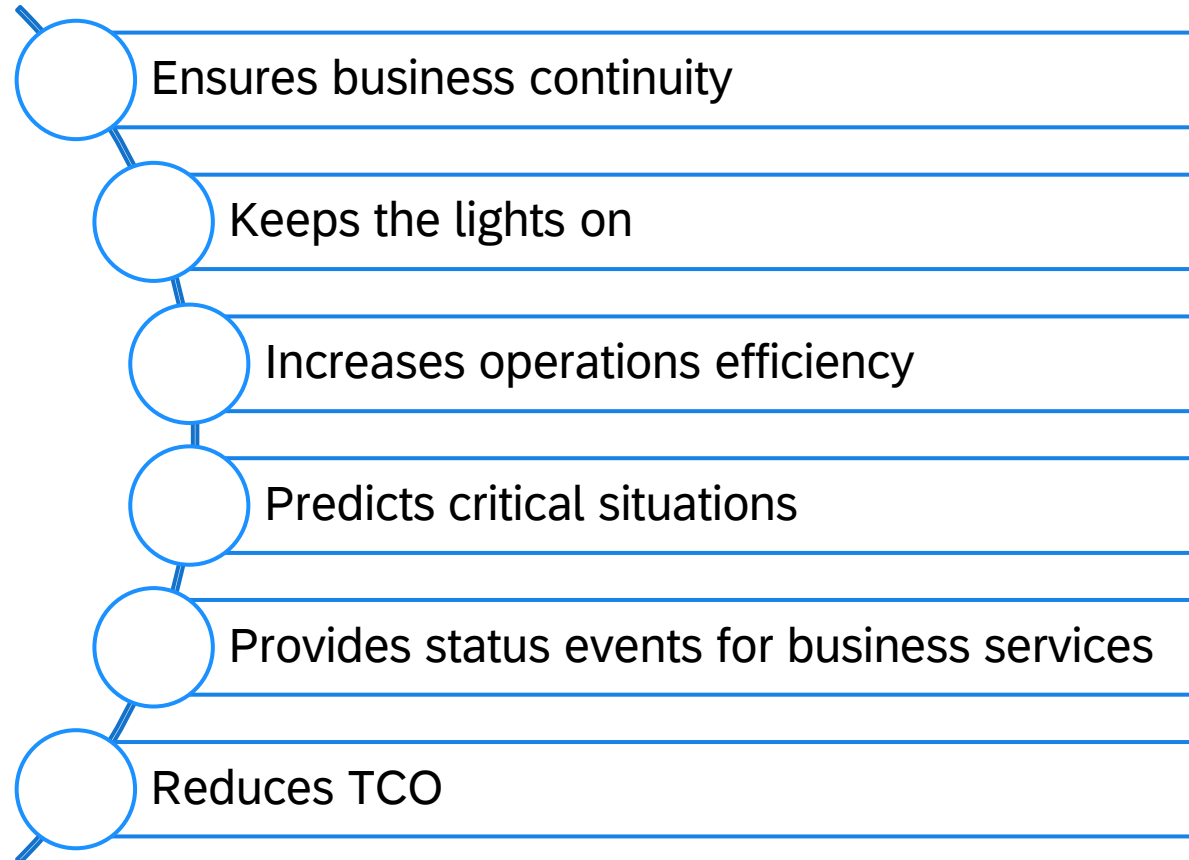 Ensures business continuity
Keeps the lights on
Increases operations efficiency
Predicts critical situations
Provides status events for business services
Reduces TCO